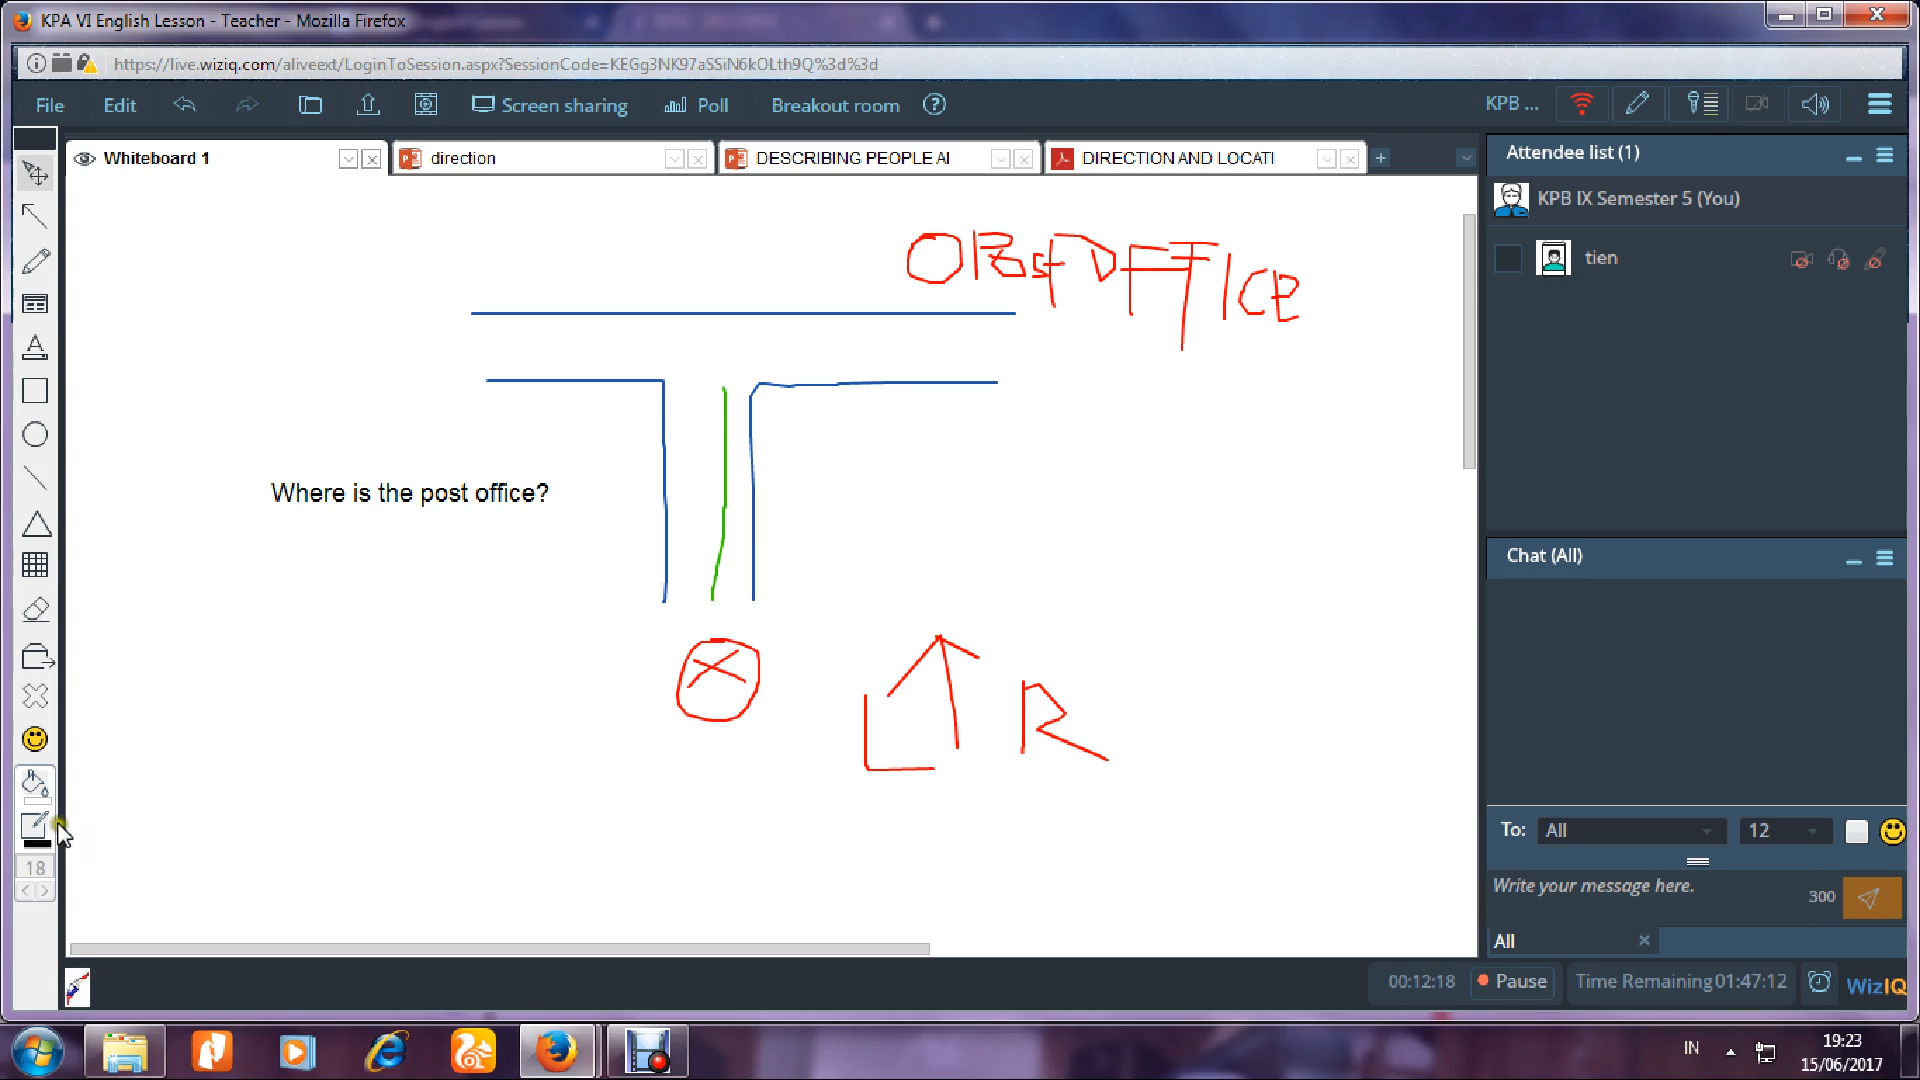 KPA VI English Lesson - Teacher - Mozilla Firefox
https://live.wiziq.com/aliveext/LoginToSession.aspx?SessionCode=KEGg3NK97aSSiN6kOLth9Q%3d%3d
File Edit Screen sharing Poll Breakout room ? KPB ...
Whiteboard 1 direction DESCRIBING PEOPLE AI DIRECTION AND LOCATI +
Attendee list (1)
KPB IX Semester 5 (You)
tien
OFFICE
Where is the post office?
L R
Chat (All)
To: All 12
Write your message here. 300
All
18
00:12:18 Pause Time Remaining 01:47:12 WizIQ
IN 19:23
15/06/2017